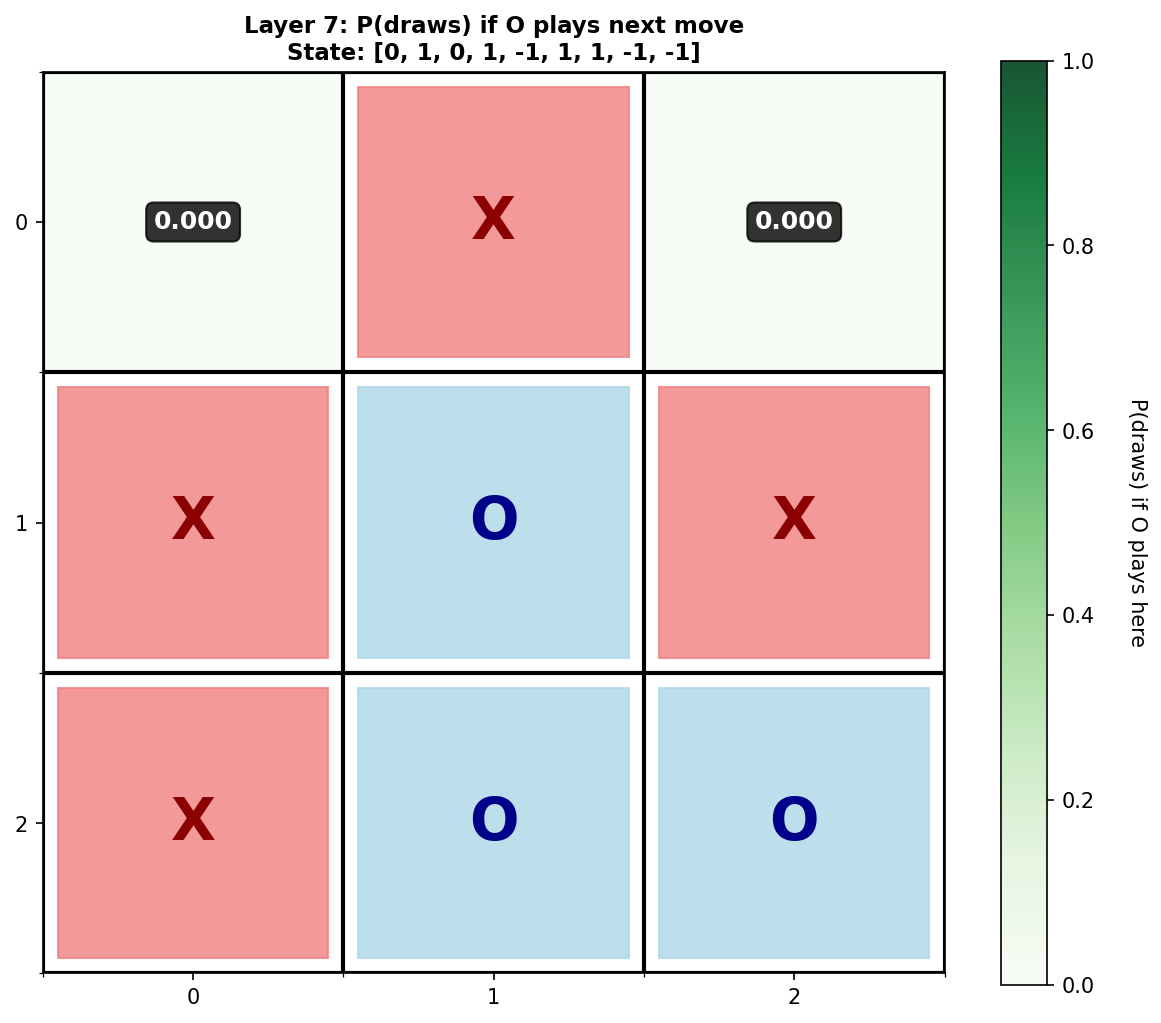 Layer 7: P(draws) if O plays next move
State: [0, 1, 0, 1, -1, 1, 1, -1, -1]
0.000 X 0.000
X O X
X O O
0
1
2
0 1 2
1.0
0.8
0.6
0.4
0.2
0.0
P(draws) if O plays here